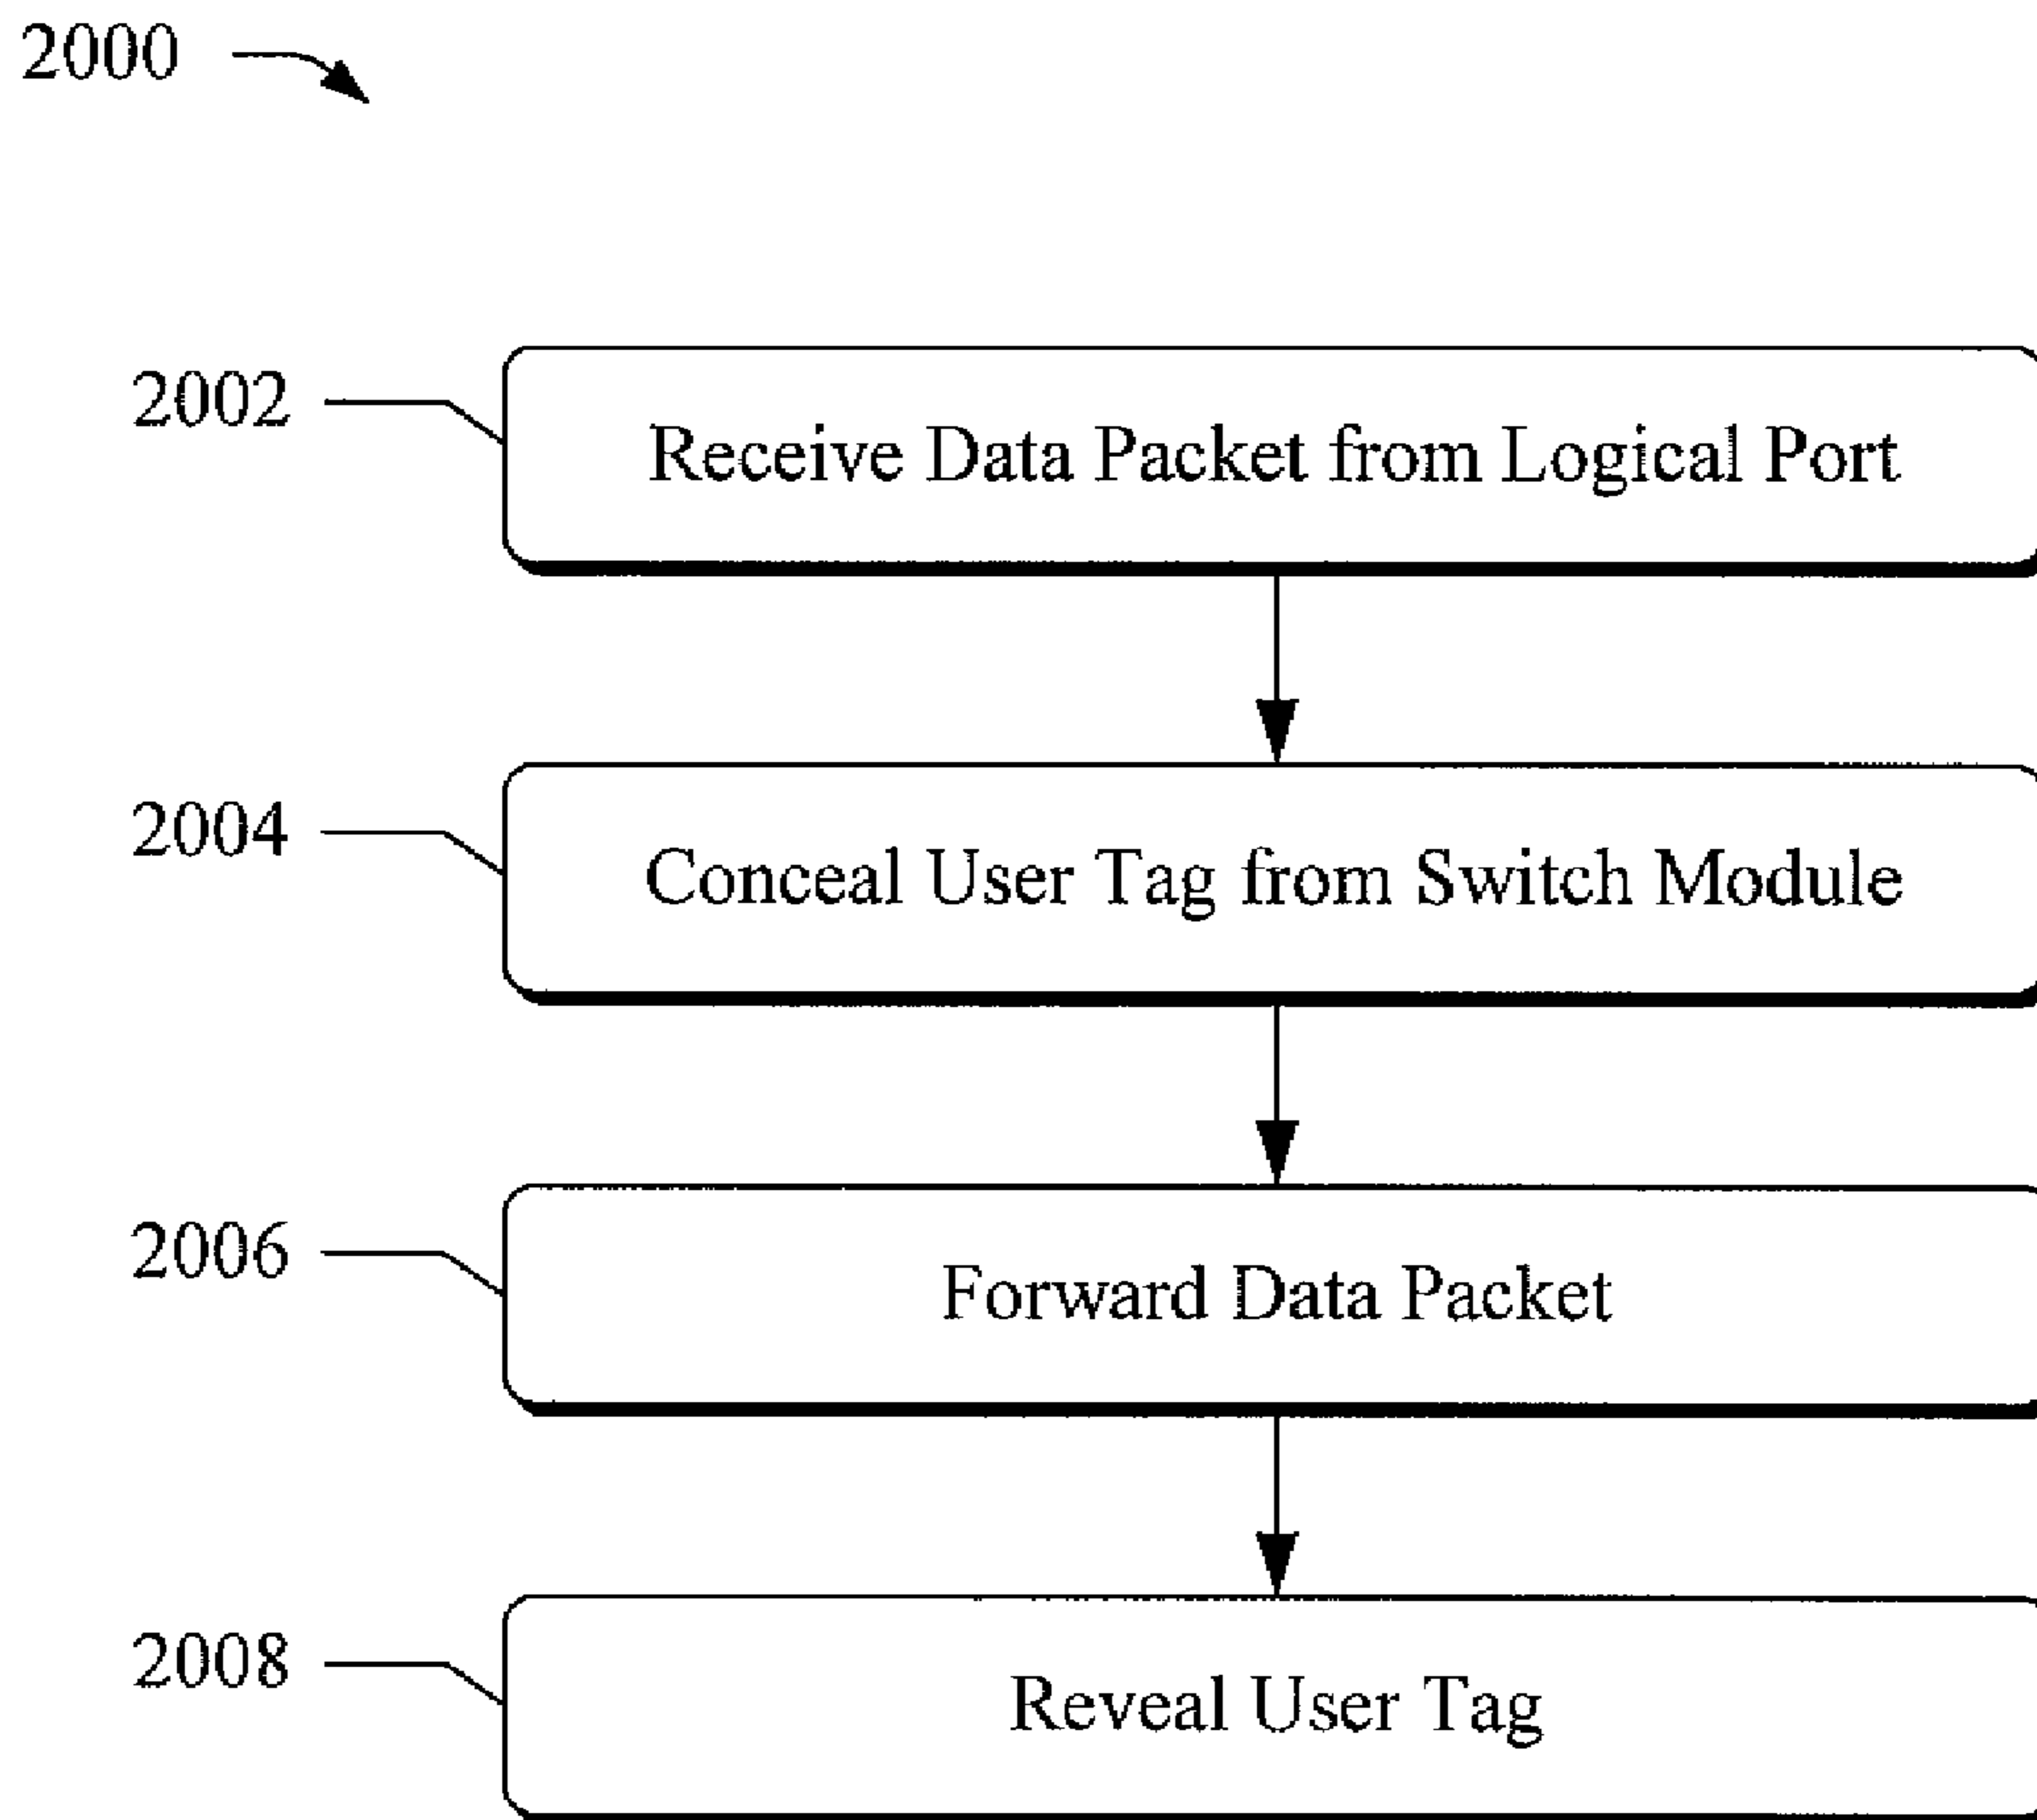 2000
2002
Receive Data Packet from Logical Port
2004
Conceal User Tag from Switch Module
2006
Forward Data Packet
2008
Reveal User Tag